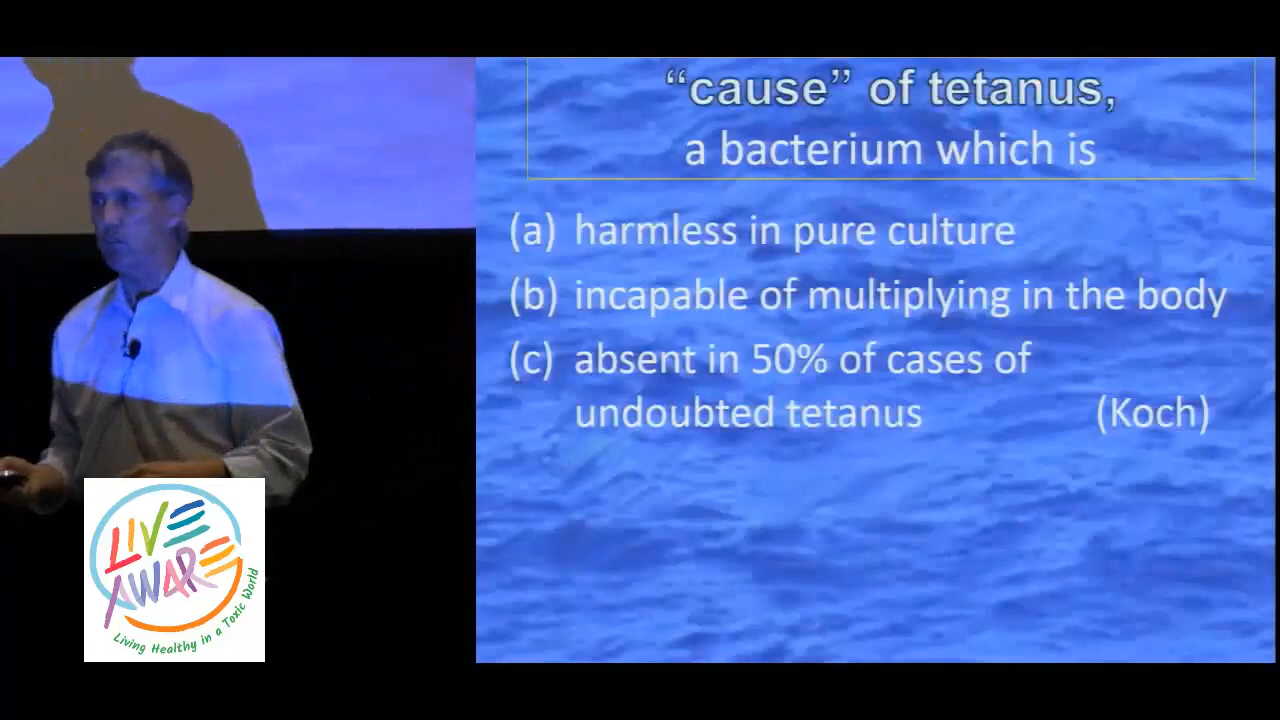 “cause” of tetanus,
a bacterium which is
(a) harmless in pure culture
(b) incapable of multiplying in the body
(c) absent in 50% of cases of
undoubted tetanus (Koch)
LIVE
AWARE
Living Healthy in a Toxic World